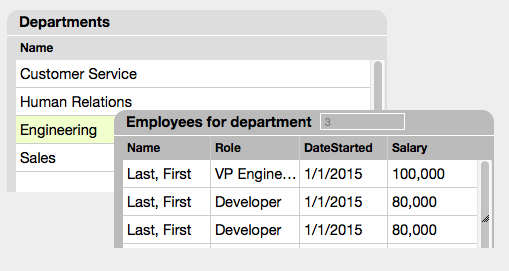 Departments
Name
Customer Service
Human Relations
Engineering
Sales
Employees for department 3
Name Role DateStarted Salary
Last, First VP Engine... 1/1/2015 100,000
Last, First Developer 1/1/2015 80,000
Last, First Developer 1/1/2015 80,000